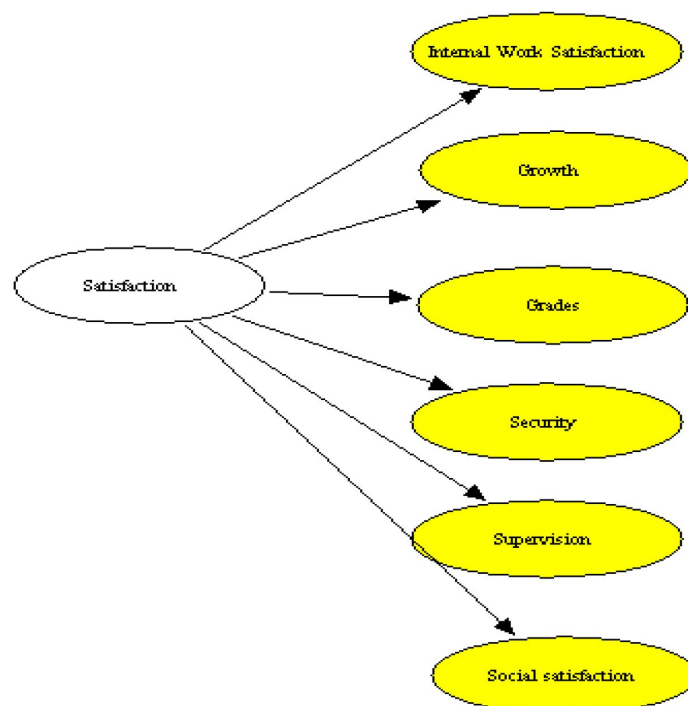 Internal Work Satisfaction
Growth
Satisfaction
Grades
Security
Supervision
Social satisfaction